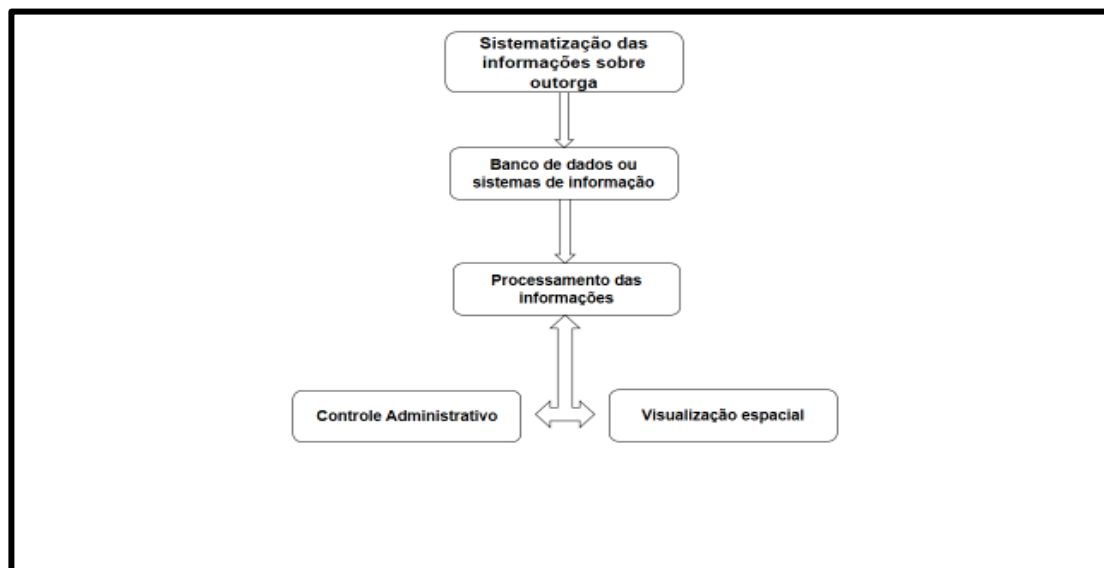 Sistematização das
informações sobre
outorga
Banco de dados ou
sistemas de informação
Processamento das
informações
Controle Administrativo
Visualização espacial